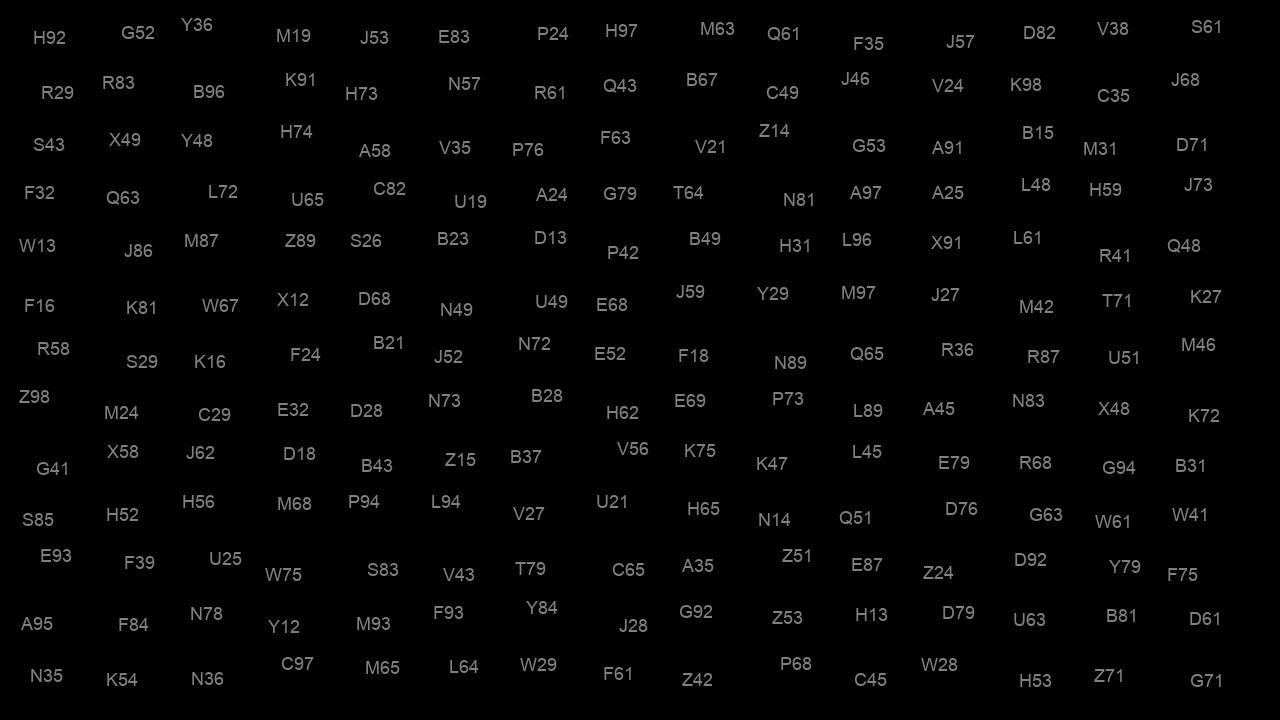 H92 G52 Y36 M19 J53 E83 P24 H97 M63 Q61 F35 J57 D82 V38 S61
R29 R83 B96 K91 H73 N57 R61 Q43 B67 C49 J46 V24 K98 C35 J68
S43 X49 Y48 H74 A58 V35 P76 F63 V21 Z14 G53 A91 B15 M31 D71
F32 Q63 L72 U65 C82 U19 A24 G79 T64 N81 A97 A25 L48 H59 J73
W13 J86 M87 Z89 S26 B23 D13 P42 B49 H31 L96 X91 L61 R41 Q48
F16 K81 W67 X12 D68 N49 U49 E68 J59 Y29 M97 J27 M42 T71 K27
R58 S29 K16 F24 B21 J52 N72 E52 F18 N89 Q65 R36 R87 U51 M46
Z98 M24 C29 E32 D28 N73 B28 H62 E69 P73 L89 A45 N83 X48 K72
G41 X58 J62 D18 B43 Z15 B37 V56 K75 K47 L45 E79 R68 G94 B31
S85 H52 H56 M68 P94 L94 V27 U21 H65 N14 Q51 D76 G63 W61 W41
E93 F39 U25 W75 S83 V43 T79 C65 A35 Z51 E87 Z24 D92 Y79 F75
A95 F84 N78 Y12 M93 F93 Y84 J28 G92 Z53 H13 D79 U63 B81 D61
N35 K54 N36 C97 M65 L64 W29 F61 Z42 P68 C45 W28 H53 Z71 G71